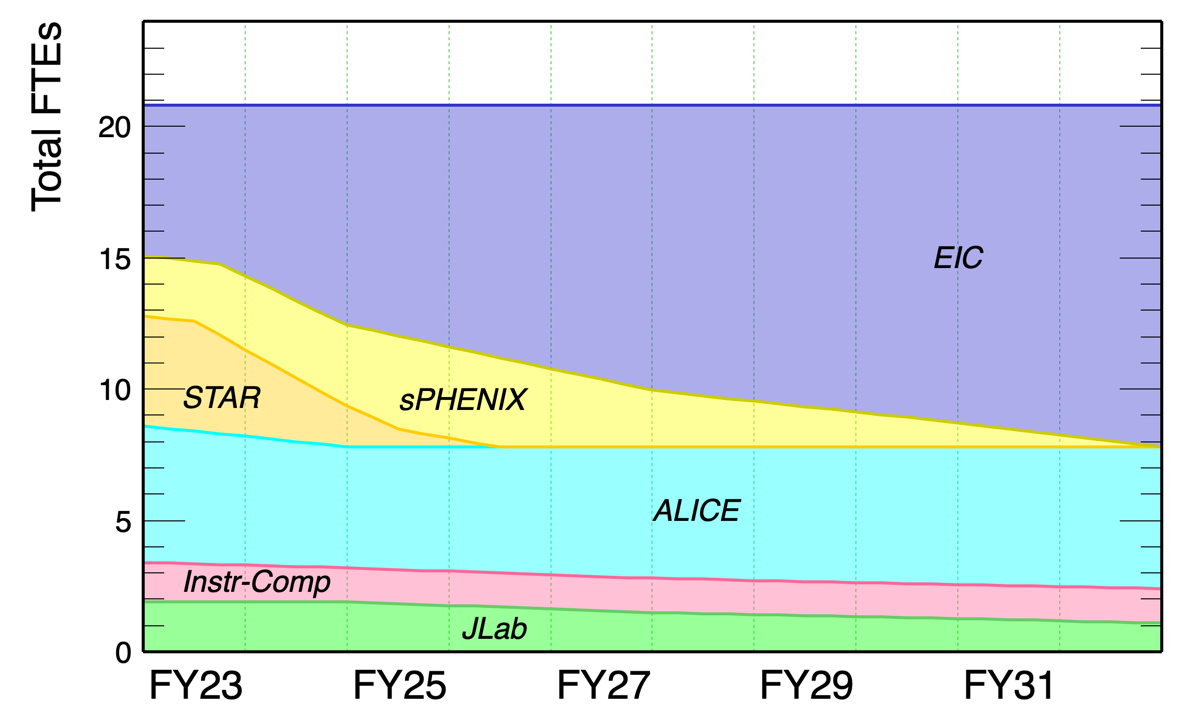 Total FTEs
20
15
10
5
0
EIC
STAR
sPHENIX
ALICE
Instr-Comp
JLab
FY23 FY25 FY27 FY29 FY31